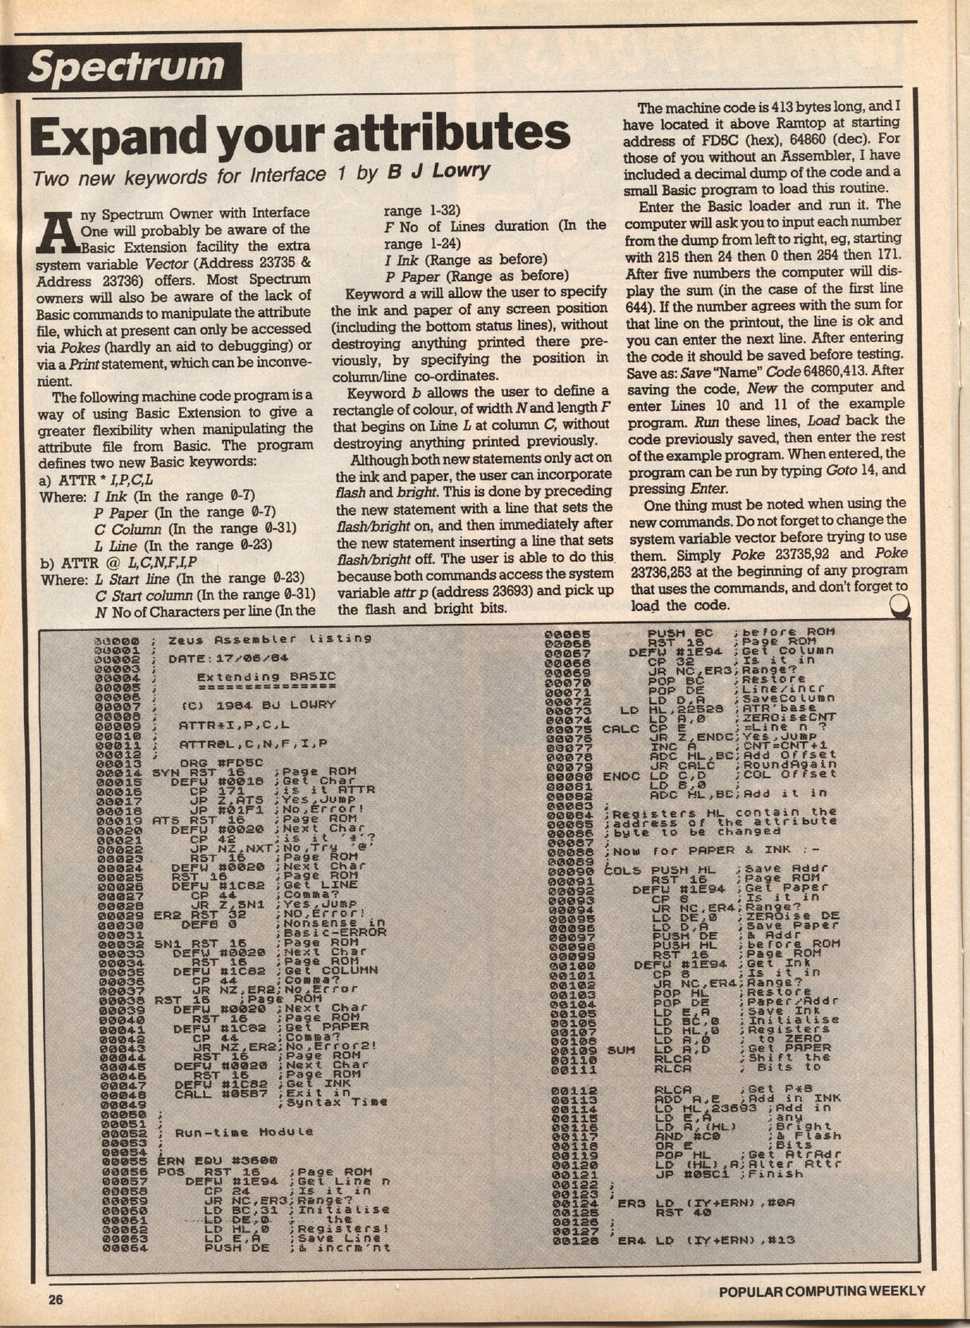 Spectrum
Expand your attributes
Two new keywords for Interface 1 by B J Lowry
Any Spectrum Owner with Interface
One will probably be aware of the
Basic Extension facility the extra
system variable Vector (Address 23735 &
Address 23736) offers. Most Spectrum
owners will also be aware of the lack of
Basic commands to manipulate the attribute
file, which at present can only be accessed
via Pokes (hardly an aid to debugging) or
via a Print statement, which can be inconve-
nient.
The following machine code program is a
way of using Basic Extension to give a
greater flexibility when manipulating the
attribute file from Basic. The program
defines two new Basic keywords:
a) ATTR * I,P,C,L
Where: I Ink (In the range 0-7)
P Paper (In the range 0-7)
C Column (In the range 0-31)
L Line (In the range 0-23)
b) ATTR @ L,C,N,F,I,P
Where: L Start line (In the range 0-23)
C Start column (In the range 0-31)
N No of Characters per line (In the
range 1-32)
F No of Lines duration (In the
range 1-24)
I Ink (Range as before)
P Paper (Range as before)
Keyword a will allow the user to specify
the ink and paper of any screen position
(including the bottom status lines), without
destroying anything printed there pre-
viously, by specifying the position in
column/line co-ordinates.
Keyword b allows the user to define a
rectangle of colour, of width N and length F
that begins on Line L at column C, without
destroying anything printed previously.
Although both new statements only act on
the ink and paper, the user can incorporate
flash and bright. This is done by preceding
the new statement with a line that sets the
flash/bright on, and then immediately after
the new statement inserting a line that sets
flash/bright off. The user is able to do this
because both commands access the system
variable attr p (address 23693) and pick up
the flash and bright bits.
The machine code is 413 bytes long, and I
have located it above Ramtop at starting
address of FD5C (hex), 64860 (dec). For
those of you without an Assembler, I have
included a decimal dump of the code and a
small Basic program to load this routine.
Enter the Basic loader and run it. The
computer will ask you to input each number
from the dump from left to right, eg, starting
with 215 then 24 then 0 then 254 then 171.
After five numbers the computer will dis-
play the sum (in the case of the first line
644). If the number agrees with the sum for
that line on the printout, the line is ok and
you can enter the next line. After entering
the code it should be saved before testing.
Save as: Save "Name" Code 64860,413. After
saving the code, New the computer and
enter Lines 10 and 11 of the example
program. Run these lines, Load back the
code previously saved, then enter the rest
of the example program. When entered, the
program can be run by typing Goto 14, and
pressing Enter.
One thing must be noted when using the
new commands. Do not forget to change the
system variable vector before trying to use
them. Simply Poke 23735,92 and Poke
23736,253 at the beginning of any program
that uses the commands, and don't forget to
load the code.
00000 ; Zeus Assembler listing
00001 ;
00002 ; DATE:17/06/84
00003 ;
00004 ; Extending BASIC
00005 ; ===============
00006 ;
00007 ; (C) 1984 BJ LOWRY
00008 ;
00009 ; ATTR*I,P,C,L
00010 ;
00011 ; ATTR@L,C,N,F,I,P
00012 ;
00013 ORG #FD5C
00014 SYN RST 16 ;Page ROM
00015 DEFW #0018 ;Get Char
00016 CP 171 ;is it ATTR
00017 JP Z,ATS ;Yes,Jump
00018 JP #01F1 ;No,Error!
00019 ATS RST 16 ;Page ROM
00020 DEFW #0020 ;Next Char
00021 CP 42 ;is it '*'?
00022 JP NZ,NXT;No,Try '@'
00023 RST 16 ;Page ROM
00024 DEFW #0020 ;Next Char
00025 RST 16 ;Page ROM
00026 DEFW #1C82 ;Get LINE
00027 CP 44 ;Comma?
00028 JR Z,SN1 ;Yes,Jump
00029 ER2 RST 32 ;NO,Error!
00030 DEFB 0 ;Nonsense in
00031 ;Basic-ERROR
00032 SN1 RST 16 ;Page ROM
00033 DEFW #0020 ;Next Char
00034 RST 16 ;Page ROM
00035 DEFW #1C82 ;Get COLUMN
00036 CP 44 ;Comma?
00037 JR NZ,ER2;No,Error
00038 RST 16 ;Page ROM
00039 DEFW #0020 ;Next Char
00040 RST 16 ;Page ROM
00041 DEFW #1C82 ;Get PAPER
00042 CP 44 ;Comma?
00043 JR NZ,ER2;No,Error2!
00044 RST 16 ;Page ROM
00045 DEFW #0020 ;Next Char
00046 RST 16 ;Page ROM
00047 DEFW #1C82 ;Get INK
00048 CALL #05B7 ;Exit in
00049 ;Syntax Time
00050 ;
00051 ;
00052 ; Run-time Module
00053 ;
00054 ;
00055 ERN EQU #3600
00056 POS RST 16 ;Page ROM
00057 DEFW #1E94 ;Get Line n
00058 CP 24 ;Is it in
00059 JR NC,ER3;Range?
00060 LD BC,31 ;Initialise
00061 LD DE,0 ; the
00062 LD HL,0 ;Registers!
00063 LD E,A ;Save Line
00064 PUSH DE ;& incrm'nt
00065 PUSH BC ;before ROM
00066 RST 16 ;Page ROM
00067 DEFW #1E94 ;Get Column
00068 CP 32 ;Is it in
00069 JR NC,ER3;Range?
00070 POP BC ;Restore
00071 POP DE ;Line/incr
00072 LD D,A ;SaveColumn
00073 LD HL,22528 ;ATR'base
00074 LD A,0 ;ZEROiseCNT
00075 CALC CP E ;=Line n ?
00076 JR Z,ENDC;Yes,Jump
00077 INC A ;CNT=CNT+1
00078 ADC HL,BC;Add Offset
00079 JR CALC ;RoundAgain
00080 ENDC LD C,D ;COL Offset
00081 LD B,0 ;
00082 ADC HL,BC;Add it in
00083 ;
00084 ;Registers HL contain the
00085 ;address of the attribute
00086 ;byte to be changed
00087 ;
00088 ;Now for PAPER & INK :-
00089 ;
00090 COLS PUSH HL ;Save Addr
00091 RST 16 ;Page ROM
00092 DEFW #1E94 ;Get Paper
00093 CP 8 ;Is it in
00094 JR NC,ER4;Range?
00095 LD DE,0 ;ZEROise DE
00096 LD D,A ;Save Paper
00097 PUSH DE ;& Addr
00098 PUSH HL ;before ROM
00099 RST 16 ;Page ROM
00100 DEFW #1E94 ;Get Ink
00101 CP 8 ;Is it in
00102 JR NC,ER4;Range?
00103 POP HL ;Restore
00104 POP DE ;Paper/Addr
00105 LD E,A ;Save Ink
00106 LD BC,0 ;Initialise
00107 LD HL,0 ;Registers
00108 LD A,0 ; to ZERO
00109 SUM LD A,D ;Get PAPER
00110 RLCA ;Shift the
00111 RLCA ; Bits to
00112 RLCA ;Get P*8
00113 ADD A,E ;Add in INK
00114 LD HL,23693 ;Add in
00115 LD E,A ;any
00116 LD A,(HL) ;Bright
00117 AND #C0 ;& Flash
00118 OR E ;Bits
00119 POP HL ;Get AtrAdr
00120 LD (HL),A;Alter Attr
00121 JP #05C1 ;Finish
00122 ;
00123 ;
00124 ER3 LD (IY+ERN),#0A
00125 RST 40
00126 ;
00127 ;
00128 ER4 LD (IY+ERN),#13
26
POPULAR COMPUTING WEEKLY